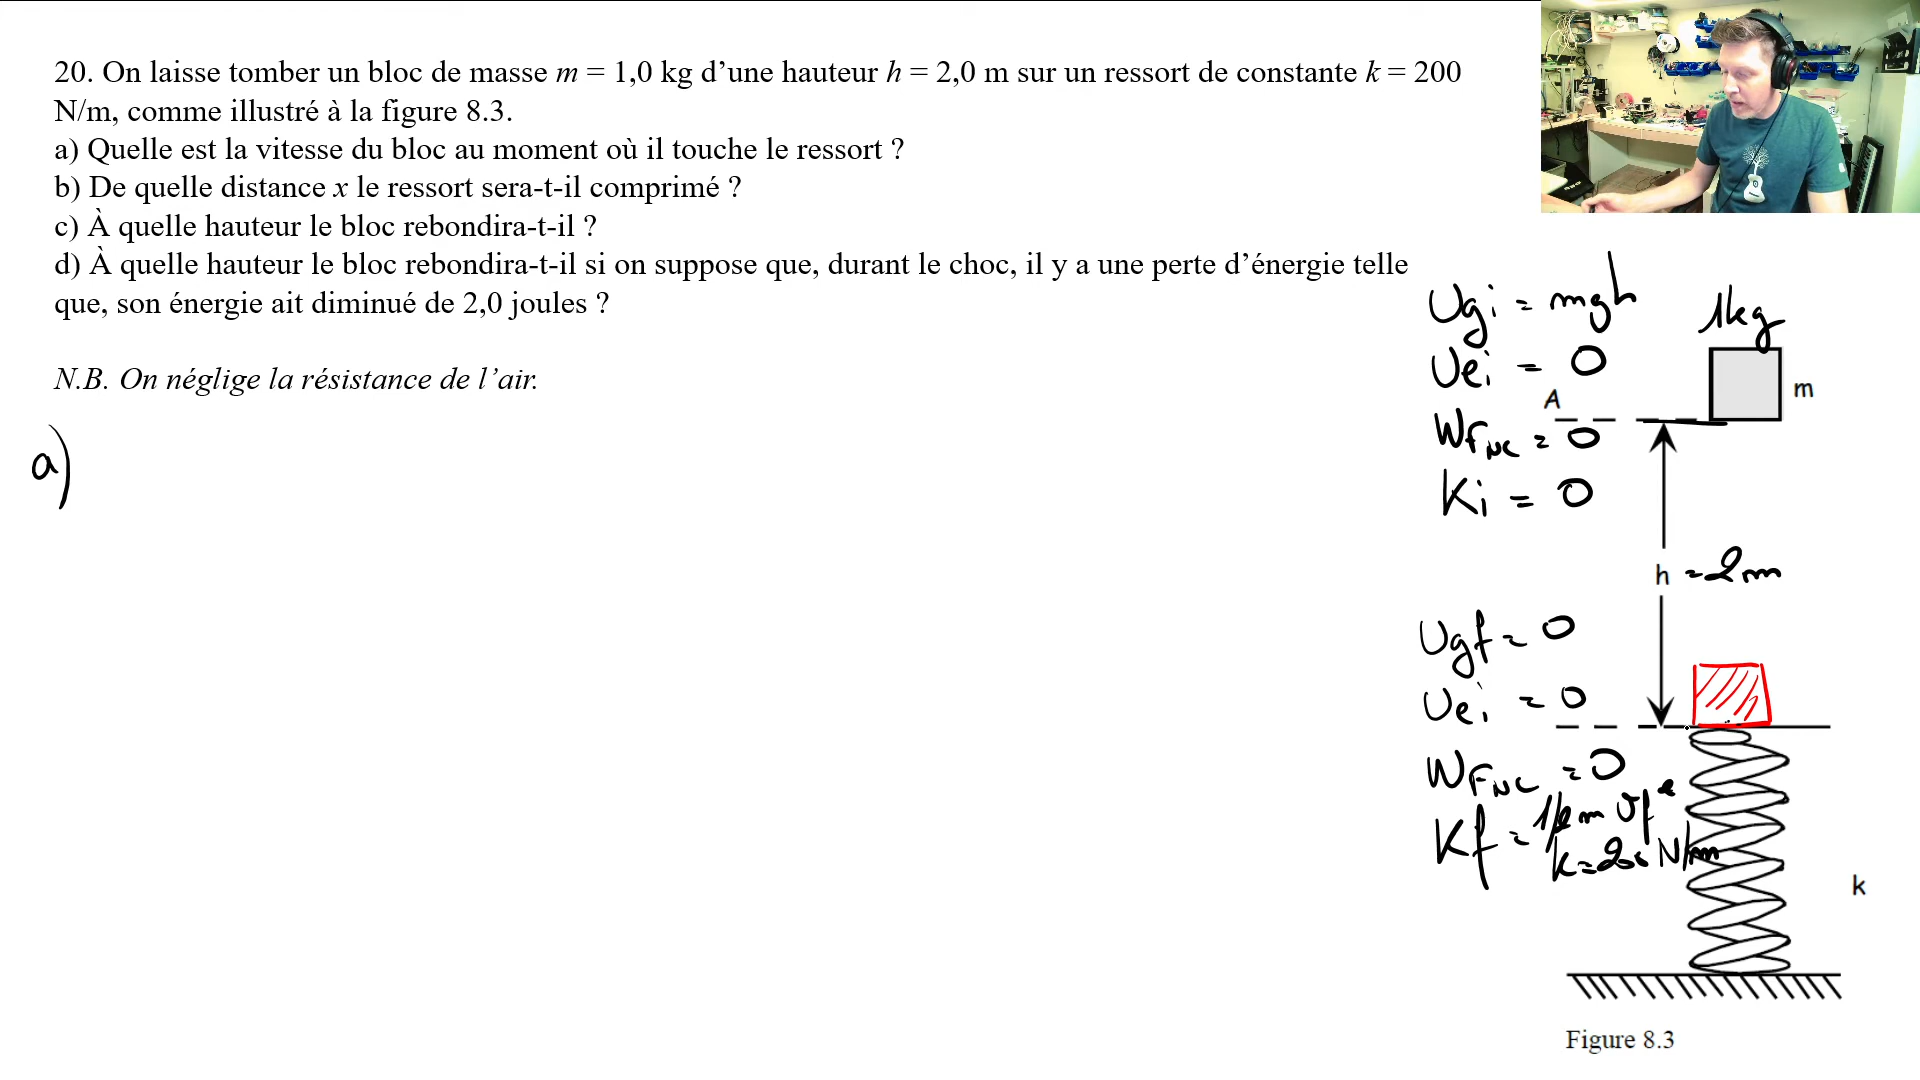 20. On laisse tomber un bloc de masse m = 1,0 kg d’une hauteur h = 2,0 m sur un ressort de constante k = 200
N/m, comme illustré à la figure 8.3.
a) Quelle est la vitesse du bloc au moment où il touche le ressort ?
b) De quelle distance x le ressort sera-t-il comprimé ?
c) À quelle hauteur le bloc rebondira-t-il ?
d) À quelle hauteur le bloc rebondira-t-il si on suppose que, durant le choc, il y a une perte d’énergie telle
que, son énergie ait diminué de 2,0 joules ?
N.B. On néglige la résistance de l’air.
a)
Ugi = mgh
1kg
Uei = 0
m
A
WFNC = 0
Ki = 0
h = 2m
Ugf = 0
Uei = 0
WFNC = 0
Kf = 1/2 m vf²
k = 200 N/m
k
Figure 8.3